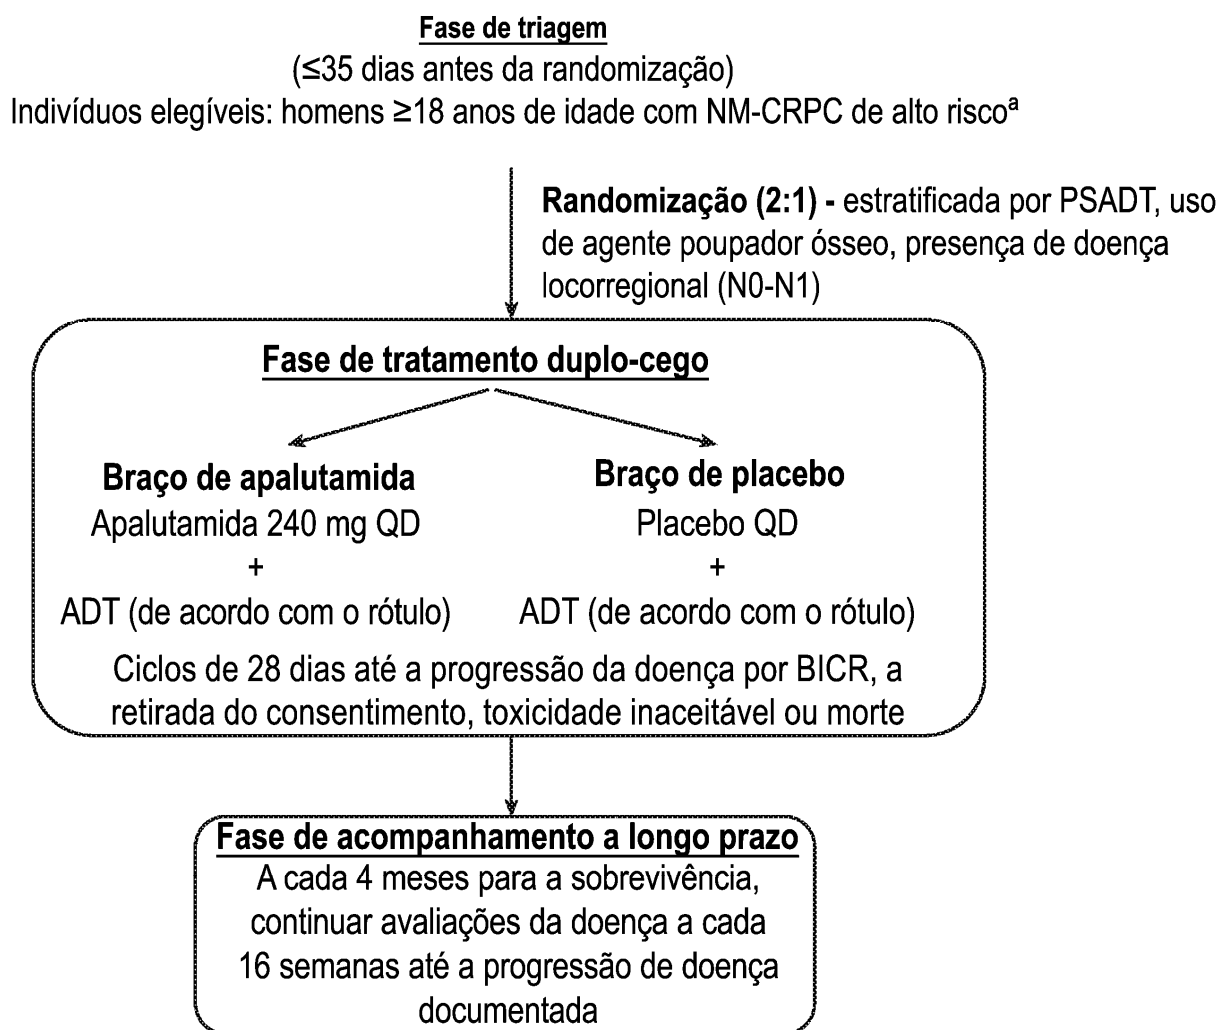 Fase de triagem
(≤35 dias antes da randomização)
Indivíduos elegíveis: homens ≥18 anos de idade com NM-CRPC de alto riscoª
Randomização (2:1) - estratificada por PSADT, uso
de agente poupador ósseo, presença de doença
locorregional (N0-N1)
Fase de tratamento duplo-cego
Braço de apalutamida
Apalutamida 240 mg QD
+
ADT (de acordo com o rótulo)
Braço de placebo
Placebo QD
+
ADT (de acordo com o rótulo)
Ciclos de 28 dias até a progressão da doença por BICR, a
retirada do consentimento, toxicidade inaceitável ou morte
Fase de acompanhamento a longo prazo
A cada 4 meses para a sobrevivência,
continuar avaliações da doença a cada
16 semanas até a progressão de doença
documentada